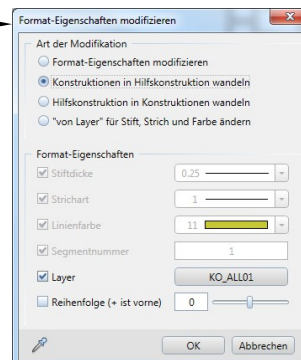 Format-Eigenschaften modifizieren
Art der Modifikation
Format-Eigenschaften modifizieren
Konstruktionen in Hilfskonstruktion wandeln
Hilfskonstruktion in Konstruktionen wandeln
"von Layer" für Stift, Strich und Farbe ändern
Format-Eigenschaften
Stiftdicke 0.25
Strichart 1
Linienfarbe 11
Segmentnummer 1
Layer KO_ALL01
Reihenfolge (+ ist vorne) 0
OK Abbrechen